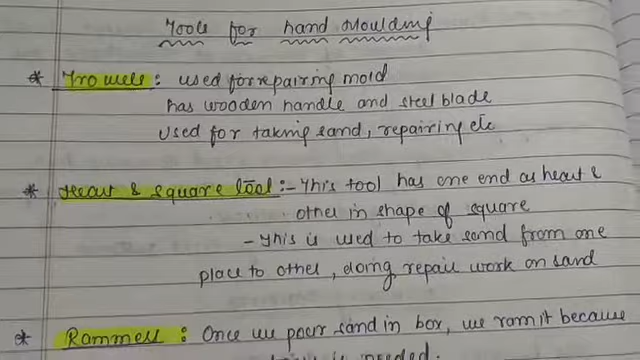 Tools for hand moulding
* Trowels : used for repairing mold
has wooden handle and steel blade
Used for taking sand, repairing etc
* Heart & square tool :- This tool has one end as heart &
other in shape of square
- This is used to take sand from one
place to other, doing repair work on sand
* Rammers : Once we pour sand in box, we ram it because
is needed.